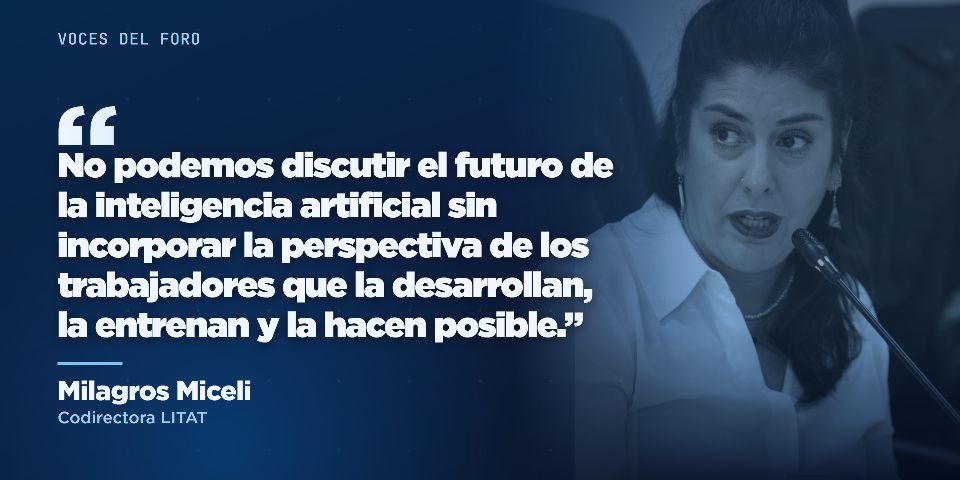 VOCES DEL FORO
“
No podemos discutir el futuro de
la inteligencia artificial sin
incorporar la perspectiva de los
trabajadores que la desarrollan,
la entrenan y la hacen posible.”
Milagros Miceli
Codirectora LITAT